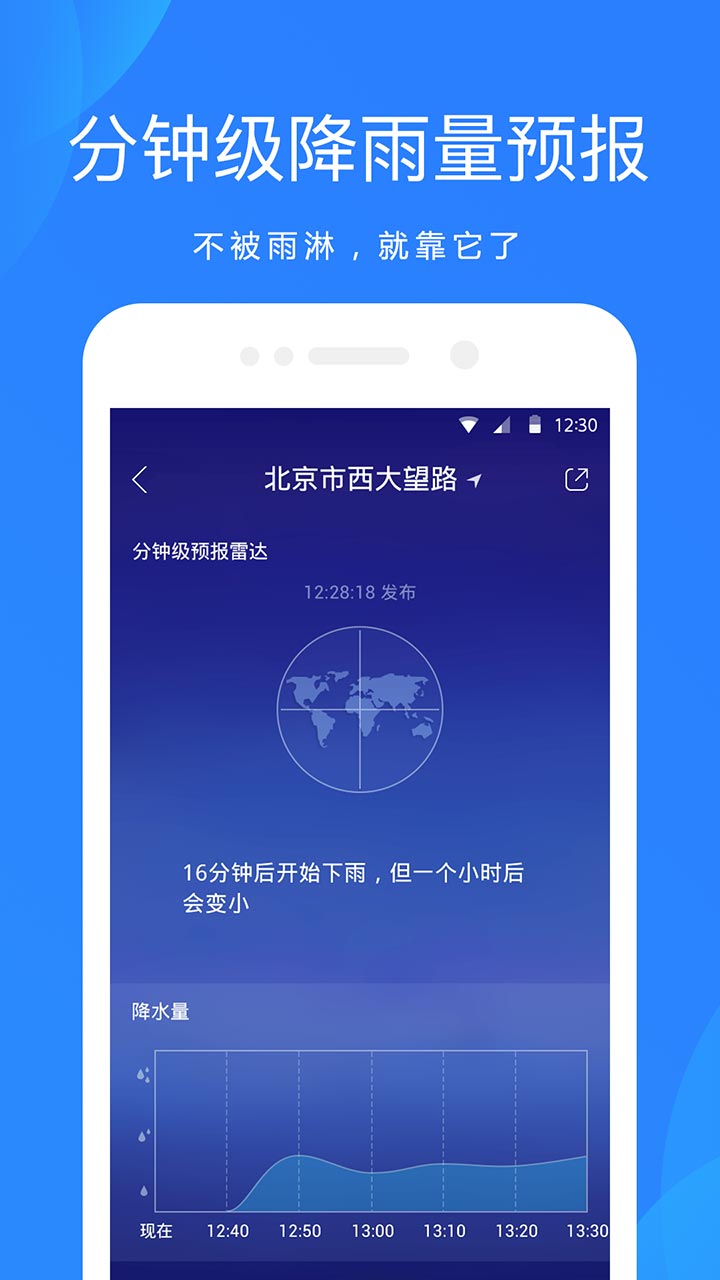 分钟级降雨量预报
不被雨淋，就靠它了
12:30
北京市西大望路
分钟级预报雷达
12:28:18 发布
16分钟后开始下雨，但一个小时后
会变小
降水量
现在 12:40 12:50 13:00 13:10 13:20 13:30